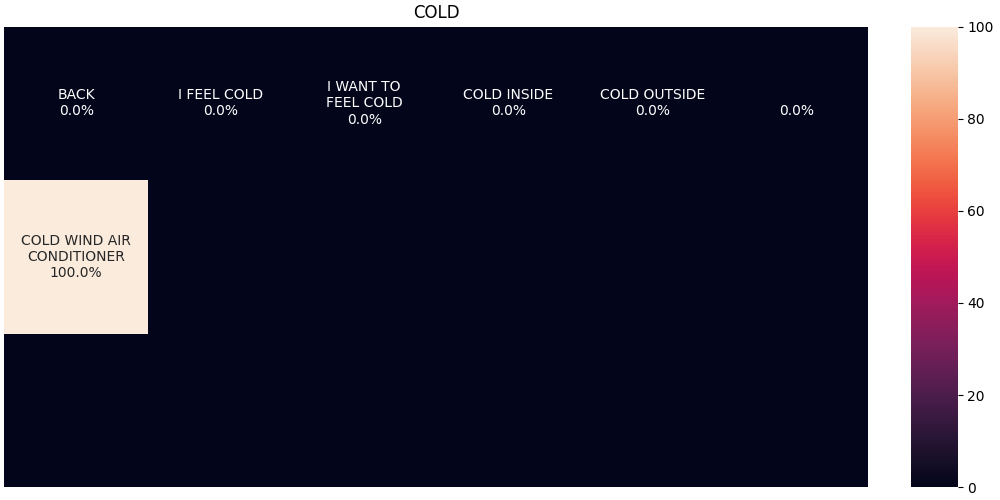 COLD
BACK
0.0%
I FEEL COLD
0.0%
I WANT TO
FEEL COLD
0.0%
COLD INSIDE
0.0%
COLD OUTSIDE
0.0%
0.0%
COLD WIND AIR
CONDITIONER
100.0%
100
80
60
40
20
0